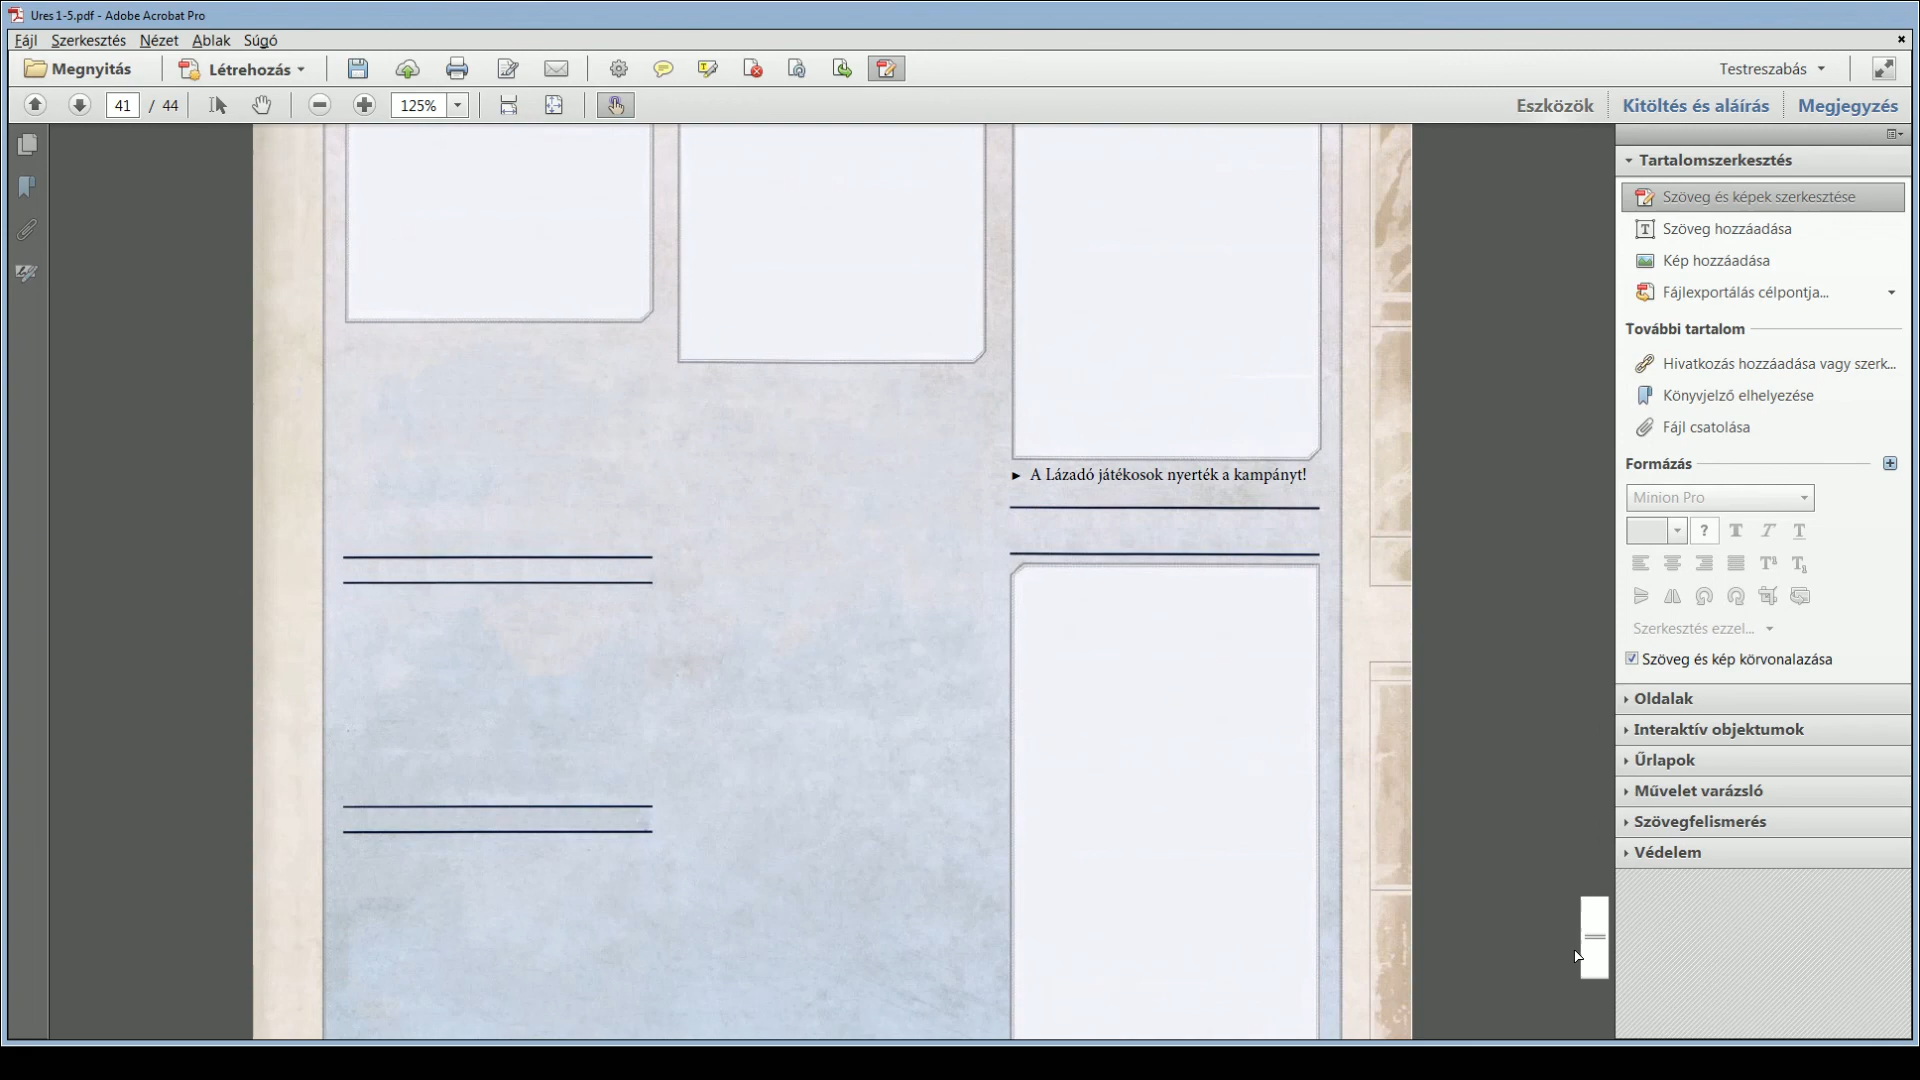 Ures 1-5.pdf - Adobe Acrobat Pro
Fájl Szerkesztés Nézet Ablak Súgó
Megnyitás Létrehozás Testreszabás
41 / 44 125% Eszközök Kitöltés és aláírás Megjegyzés
Tartalomszerkesztés
Szöveg és képek szerkesztése
Szöveg hozzáadása
Kép hozzáadása
Fájlexportálás célpontja...
További tartalom
Hivatkozás hozzáadása vagy szerk...
Könyvjelző elhelyezése
Fájl csatolása
Formázás
Minion Pro
Szerkesztés ezzel...
Szöveg és kép körvonalazása
Oldalak
Interaktív objektumok
Űrlapok
Művelet varázsló
Szövegfelismerés
Védelem
► A Lázadó játékosok nyerték a kampányt!